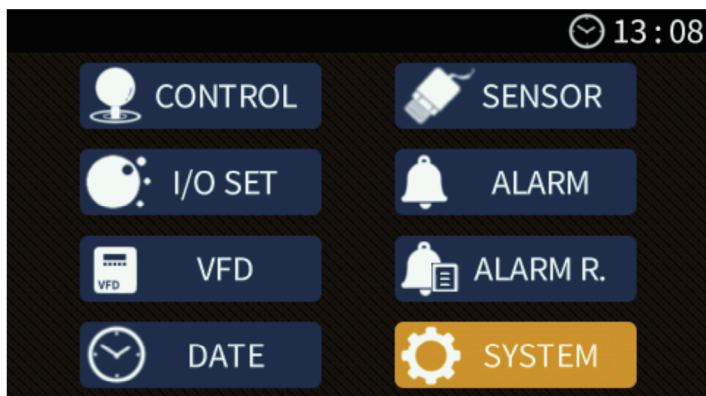 13:08
CONTROL
SENSOR
I/O SET
ALARM
VFD
VFD
ALARM R.
DATE
SYSTEM